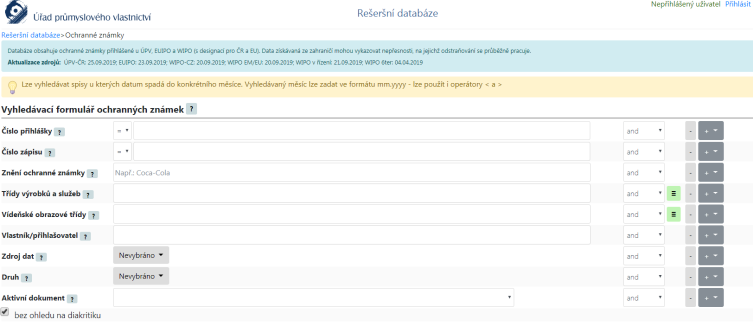 Nepřihlášený uživatel Přihlásit
Úřad průmyslového vlastnictví
Rešeršní databáze
Rešeršní databáze>Ochranné známky
Databáze obsahuje ochranné známky přihlášené u ÚPV, EUIPO a WIPO (s designací pro ČR a EU). Data získávaná ze zahraničí mohou vykazovat nepřesnosti, na jejichž odstraňování se průběžně pracuje.
Aktualizace zdrojů: ÚPV-ČR: 25.09.2019; EUIPO: 23.09.2019; WIPO-CZ: 20.09.2019; WIPO EM/EU: 20.09.2019; WIPO v řízení: 21.09.2019; WIPO őter: 04.04.2019
Lze vyhledávat spisy u kterých datum spadá do konkrétního měsíce. Vyhledávaný měsíc lze zadat ve formátu mm.yyyy - lze použít i operátory < a >
Vyhledávací formulář ochranných známek ?
Číslo přihlášky ? = and - +
Číslo zápisu ? = and - +
Znění ochranné známky ? Např.: Coca-Cola and - +
Třídy výrobků a služeb ? and - +
Vídeňské obrazové třídy ? and - +
Vlastník/přihlašovatel ? and - +
Zdroj dat ? Nevybráno and - +
Druh ? Nevybráno and - +
Aktivní dokument ? and - +
bez ohledu na diakritiku